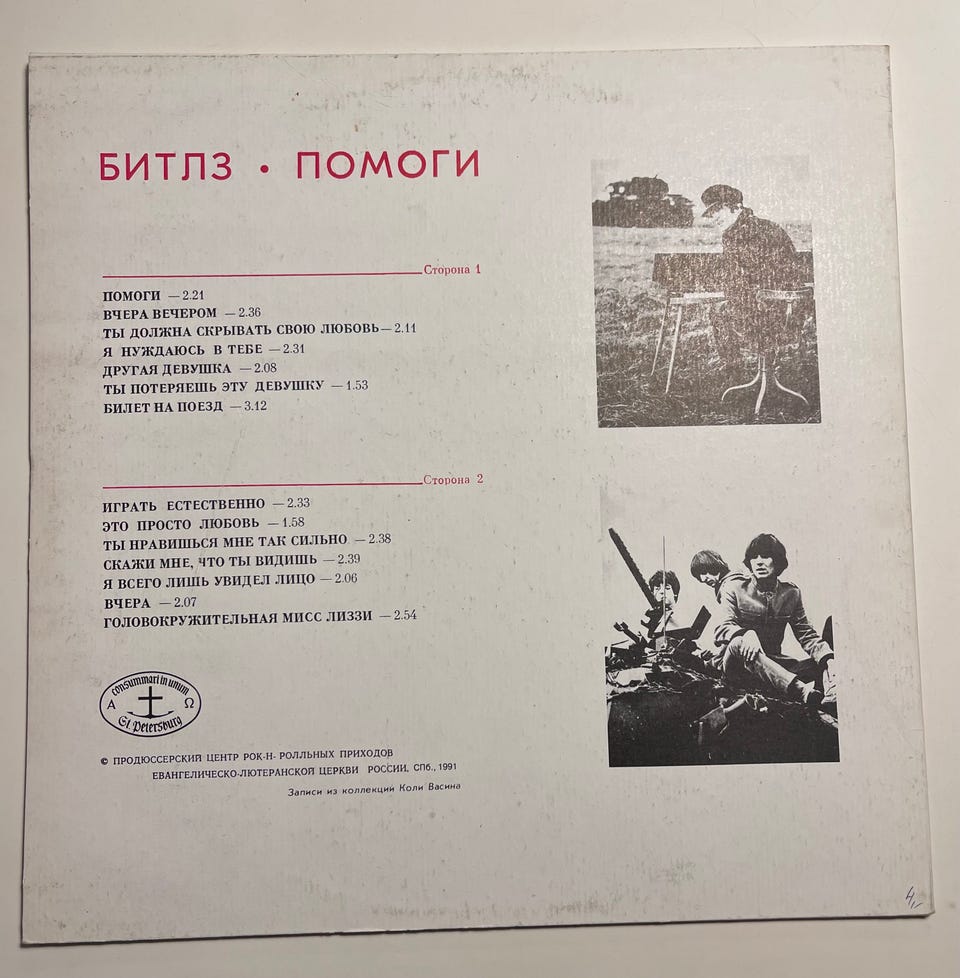 БИТЛЗ • ПОМОГИ
Сторона 1
ПОМОГИ — 2.21
ВЧЕРА ВЕЧЕРОМ — 2.36
ТЫ ДОЛЖНА СКРЫВАТЬ СВОЮ ЛЮБОВЬ — 2.11
Я НУЖДАЮСЬ В ТЕБЕ — 2.31
ДРУГАЯ ДЕВУШКА — 2.08
ТЫ ПОТЕРЯЕШЬ ЭТУ ДЕВУШКУ — 1.53
БИЛЕТ НА ПОЕЗД — 3.12
Сторона 2
ИГРАТЬ ЕСТЕСТВЕННО — 2.33
ЭТО ПРОСТО ЛЮБОВЬ — 1.58
ТЫ НРАВИШЬСЯ МНЕ ТАК СИЛЬНО — 2.38
СКАЖИ МНЕ, ЧТО ТЫ ВИДИШЬ — 2.39
Я ВСЕГО ЛИШЬ УВИДЕЛ ЛИЦО — 2.06
ВЧЕРА — 2.07
ГОЛОВОКРУЖИТЕЛЬНАЯ МИСС ЛИЗЗИ — 2.54
consummari in unum
Α Ω
St. Petersburg
© ПРОДЮССЕРСКИЙ ЦЕНТР РОК-Н- РОЛЛЬНЫХ ПРИХОДОВ
ЕВАНГЕЛИЧЕСКО-ЛЮТЕРАНСКОЙ ЦЕРКВИ РОССИИ, СПб., 1991
Записи из коллекции Коли Васина
4,-